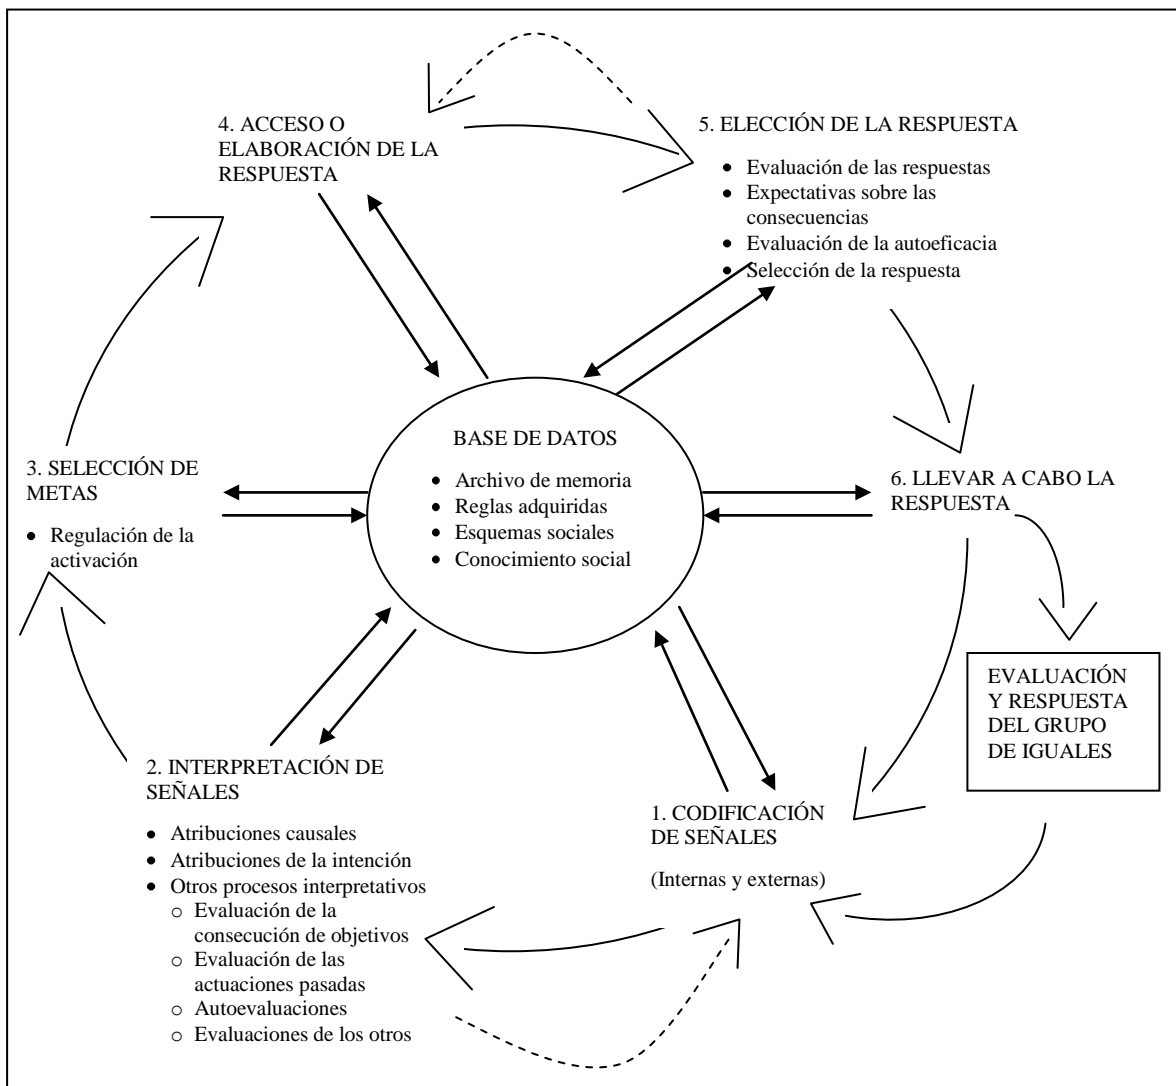 4. ACCESO O
ELABORACIÓN DE LA
RESPUESTA
5. ELECCIÓN DE LA RESPUESTA
• Evaluación de las respuestas
• Expectativas sobre las
consecuencias
• Evaluación de la autoeficacia
• Selección de la respuesta
BASE DE DATOS
• Archivo de memoria
• Reglas adquiridas
• Esquemas sociales
• Conocimiento social
3. SELECCIÓN DE
METAS
• Regulación de la
activación
6. LLEVAR A CABO LA
RESPUESTA
EVALUACIÓN
Y RESPUESTA
DEL GRUPO
DE IGUALES
2. INTERPRETACIÓN DE
SEÑALES
• Atribuciones causales
• Atribuciones de la intención
• Otros procesos interpretativos
o Evaluación de la
consecución de objetivos
o Evaluación de las
actuaciones pasadas
o Autoevaluaciones
o Evaluaciones de los otros
1. CODIFICACIÓN
DE SEÑALES
(Internas y externas)